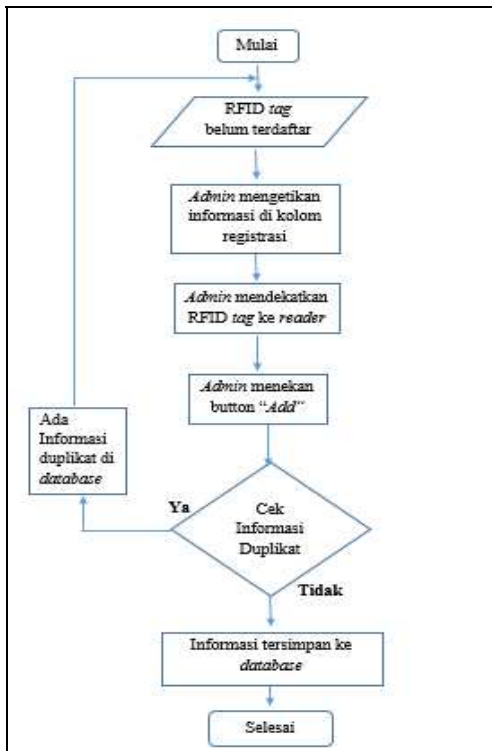 Mulai
RFID tag
belum terdaftar
Admin mengetikan
informasi di kolom
registrasi
Admin mendekatkan
RFID tag ke reader
Admin menekan
button “Add”
Ada
Informasi
duplikat di
database
Ya
Cek
Informasi
Duplikat
Tidak
Informasi tersimpan ke
database
Selesai